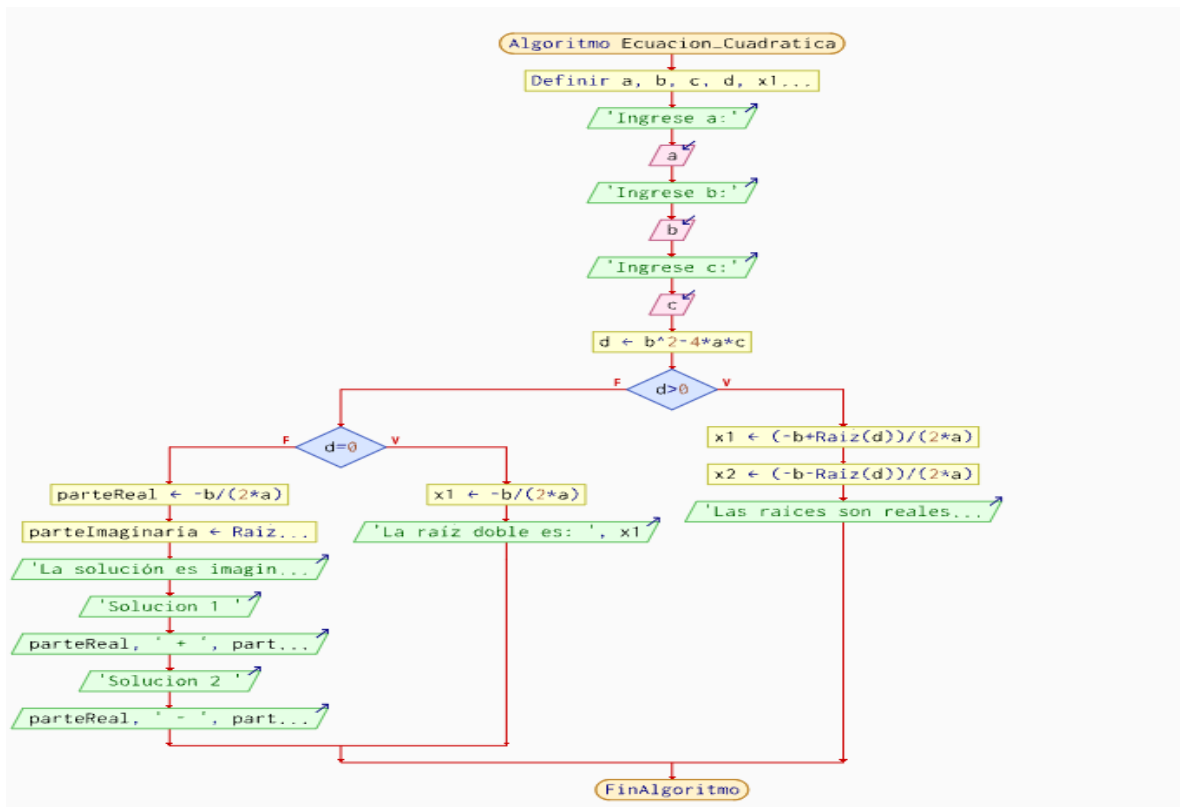 Algoritmo Ecuacion_Cuadratica
Definir a, b, c, d, x1...
'Ingrese a:'
a
'Ingrese b:'
b
'Ingrese c:'
c
d ← b^2-4*a*c
d>0
F
V
x1 ← (-b+Raiz(d))/(2*a)
x2 ← (-b-Raiz(d))/(2*a)
'Las raices son reales...
d=0
F
V
parteReal ← -b/(2*a)
parteImaginaria ← Raiz...
'La solución es imagin...
'Solucion 1 '
parteReal, ' + ', part...
'Solucion 2 '
parteReal, ' - ', part...
x1 ← -b/(2*a)
'La raíz doble es: ', x1
FinAlgoritmo